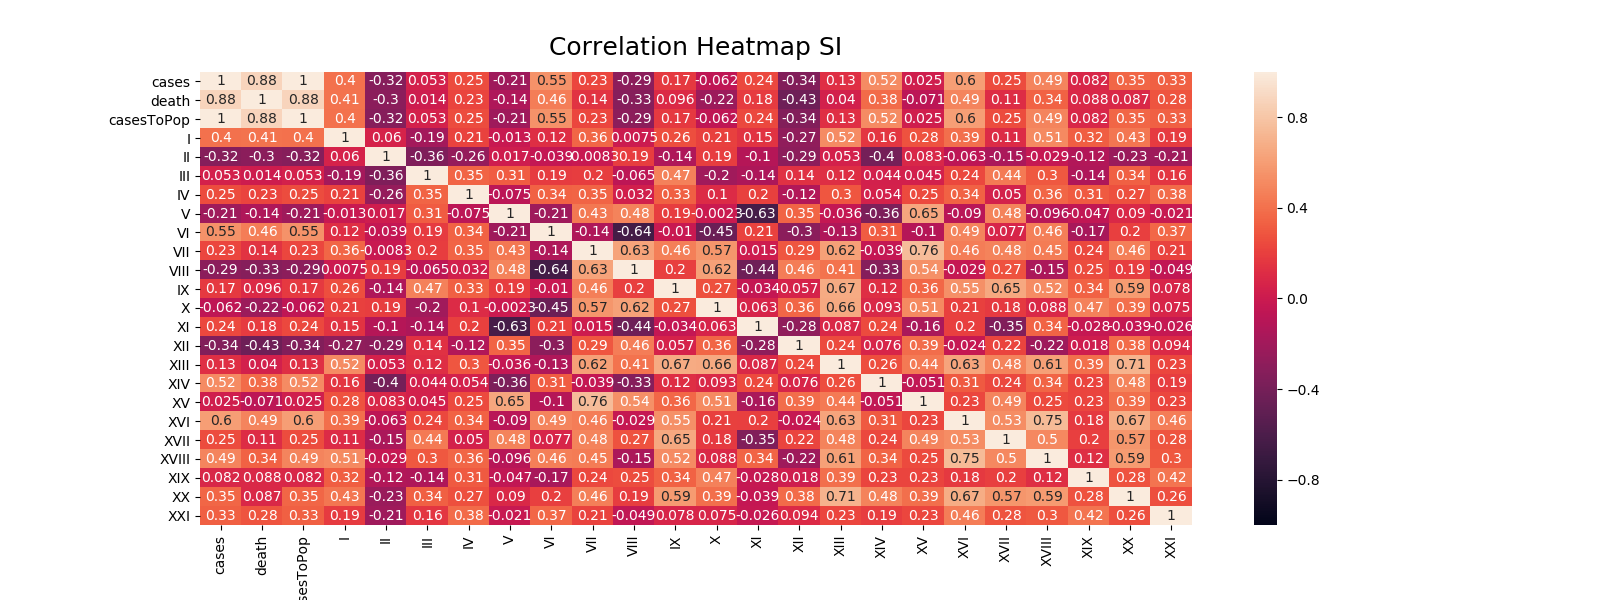 Correlation Heatmap SI
cases 1 0.88 1 0.4 -0.32 0.053 0.25 -0.21 0.55 0.23 -0.29 0.17 -0.062 0.24 -0.34 0.13 0.52 0.025 0.6 0.25 0.49 0.082 0.35 0.33
death 0.88 1 0.88 0.41 -0.3 0.014 0.23 -0.14 0.46 0.14 -0.33 0.096 -0.22 0.18 -0.43 0.04 0.38 -0.071 0.49 0.11 0.34 0.088 0.087 0.28
casesToPop 1 0.88 1 0.4 -0.32 0.053 0.25 -0.21 0.55 0.23 -0.29 0.17 -0.062 0.24 -0.34 0.13 0.52 0.025 0.6 0.25 0.49 0.082 0.35 0.33
I 0.4 0.41 0.4 1 0.06 -0.19 0.21 -0.013 0.12 0.36 0.0075 0.26 0.21 0.15 -0.27 0.52 0.16 0.28 0.39 0.11 0.51 0.32 0.43 0.19
II -0.32 -0.3 -0.32 0.06 1 -0.36 -0.26 0.017 -0.039 -0.0083 0.19 -0.14 0.19 -0.1 -0.29 0.053 -0.4 0.083 -0.063 -0.15 -0.029 -0.12 -0.23 -0.21
III 0.053 0.014 0.053 -0.19 -0.36 1 0.35 0.31 0.19 0.2 -0.065 0.47 -0.2 -0.14 0.14 0.12 0.044 0.045 0.24 0.44 0.3 -0.14 0.34 0.16
IV 0.25 0.23 0.25 0.21 -0.26 0.35 1 -0.075 0.34 0.35 0.032 0.33 0.1 0.2 -0.12 0.3 0.054 0.25 0.34 0.05 0.36 0.31 0.27 0.38
V -0.21 -0.14 -0.21 -0.013 0.017 0.31 -0.075 1 -0.21 0.43 0.48 0.19 -0.0023 -0.63 0.35 -0.036 -0.36 0.65 -0.09 0.48 -0.096 -0.047 0.09 -0.021
VI 0.55 0.46 0.55 0.12 -0.039 0.19 0.34 -0.21 1 -0.14 -0.64 -0.01 -0.45 0.21 -0.3 -0.13 0.31 -0.1 0.49 0.077 0.46 -0.17 0.2 0.37
VII 0.23 0.14 0.23 0.36 -0.0083 0.2 0.35 0.43 -0.14 1 0.63 0.46 0.57 0.015 0.29 0.62 -0.039 0.76 0.46 0.48 0.45 0.24 0.46 0.21
VIII -0.29 -0.33 -0.29 0.0075 0.19 -0.065 0.032 0.48 -0.64 0.63 1 0.2 0.62 -0.44 0.46 0.41 -0.33 0.54 -0.029 0.27 -0.15 0.25 0.19 -0.049
IX 0.17 0.096 0.17 0.26 -0.14 0.47 0.33 0.19 -0.01 0.46 0.2 1 0.27 -0.034 0.057 0.67 0.12 0.36 0.55 0.65 0.52 0.34 0.59 0.078
X -0.062 -0.22 -0.062 0.21 0.19 -0.2 0.1 -0.0023 -0.45 0.57 0.62 0.27 1 0.063 0.36 0.66 0.093 0.51 0.21 0.18 0.088 0.47 0.39 0.075
XI 0.24 0.18 0.24 0.15 -0.1 -0.14 0.2 -0.63 0.21 0.015 -0.44 -0.034 0.063 1 -0.28 0.087 0.24 -0.16 0.2 -0.35 0.34 -0.028 -0.039 -0.026
XII -0.34 -0.43 -0.34 -0.27 -0.29 0.14 -0.12 0.35 -0.3 0.29 0.46 0.057 0.36 -0.28 1 0.24 0.076 0.39 -0.024 0.22 -0.22 0.018 0.38 0.094
XIII 0.13 0.04 0.13 0.52 0.053 0.12 0.3 -0.036 -0.13 0.62 0.41 0.67 0.66 0.087 0.24 1 0.26 0.44 0.63 0.48 0.61 0.39 0.71 0.23
XIV 0.52 0.38 0.52 0.16 -0.4 0.044 0.054 -0.36 0.31 -0.039 -0.33 0.12 0.093 0.24 0.076 0.26 1 -0.051 0.31 0.24 0.34 0.23 0.48 0.19
XV 0.025 -0.071 0.025 0.28 0.083 0.045 0.25 0.65 -0.1 0.76 0.54 0.36 0.51 -0.16 0.39 0.44 -0.051 1 0.23 0.49 0.25 0.23 0.39 0.23
XVI 0.6 0.49 0.6 0.39 -0.063 0.24 0.34 -0.09 0.49 0.46 -0.029 0.55 0.21 0.2 -0.024 0.63 0.31 0.23 1 0.53 0.75 0.18 0.67 0.46
XVII 0.25 0.11 0.25 0.11 -0.15 0.44 0.05 0.48 0.077 0.48 0.27 0.65 0.18 -0.35 0.22 0.48 0.24 0.49 0.53 1 0.5 0.2 0.57 0.28
XVIII 0.49 0.34 0.49 0.51 -0.029 0.3 0.36 -0.096 0.46 0.45 -0.15 0.52 0.088 0.34 -0.22 0.61 0.34 0.25 0.75 0.5 1 0.12 0.59 0.3
XIX 0.082 0.088 0.082 0.32 -0.12 -0.14 0.31 -0.047 -0.17 0.24 0.25 0.34 0.47 -0.028 0.018 0.39 0.23 0.23 0.18 0.2 0.12 1 0.28 0.42
XX 0.35 0.087 0.35 0.43 -0.23 0.34 0.27 0.09 0.2 0.46 0.19 0.59 0.39 -0.039 0.38 0.71 0.48 0.39 0.67 0.57 0.59 0.28 1 0.26
XXI 0.33 0.28 0.33 0.19 -0.21 0.16 0.38 -0.021 0.37 0.21 -0.049 0.078 0.075 -0.026 0.094 0.23 0.19 0.23 0.46 0.28 0.3 0.42 0.26 1
cases death sesToPop I II III IV V VI VII VIII IX X XI XII XIII XIV XV XVI XVII XVIII XIX XX XXI
0.8
0.4
0.0
−0.4
−0.8